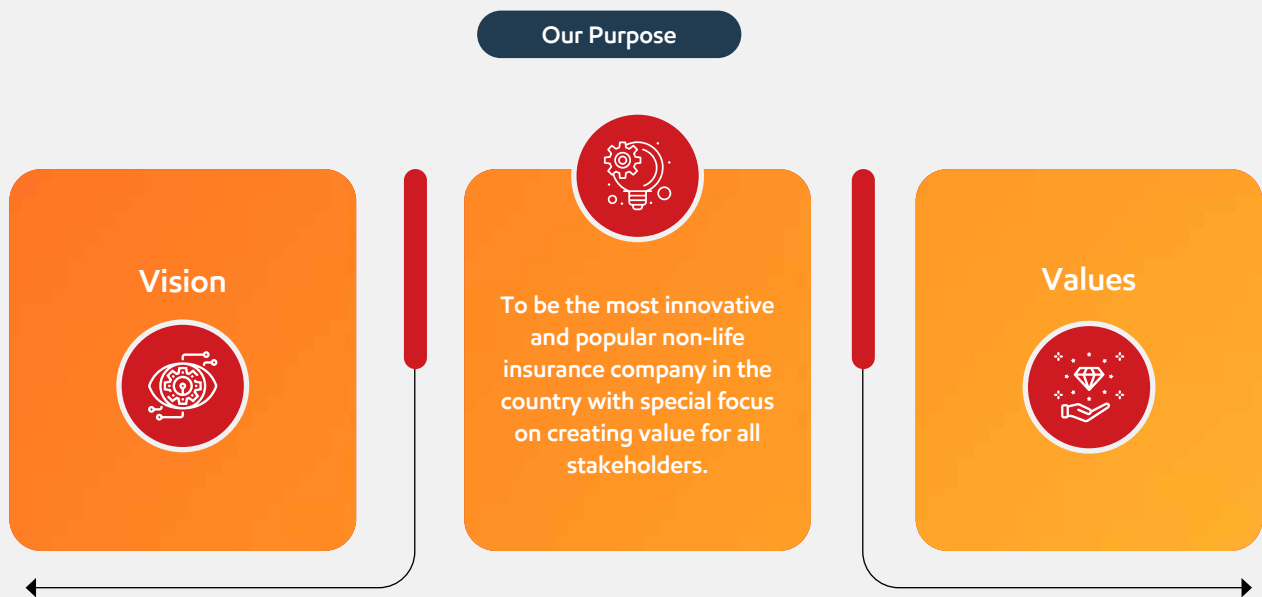 Our Purpose
Vision
To be the most innovative
and popular non-life
insurance company in the
country with special focus
on creating value for all
stakeholders.
Values